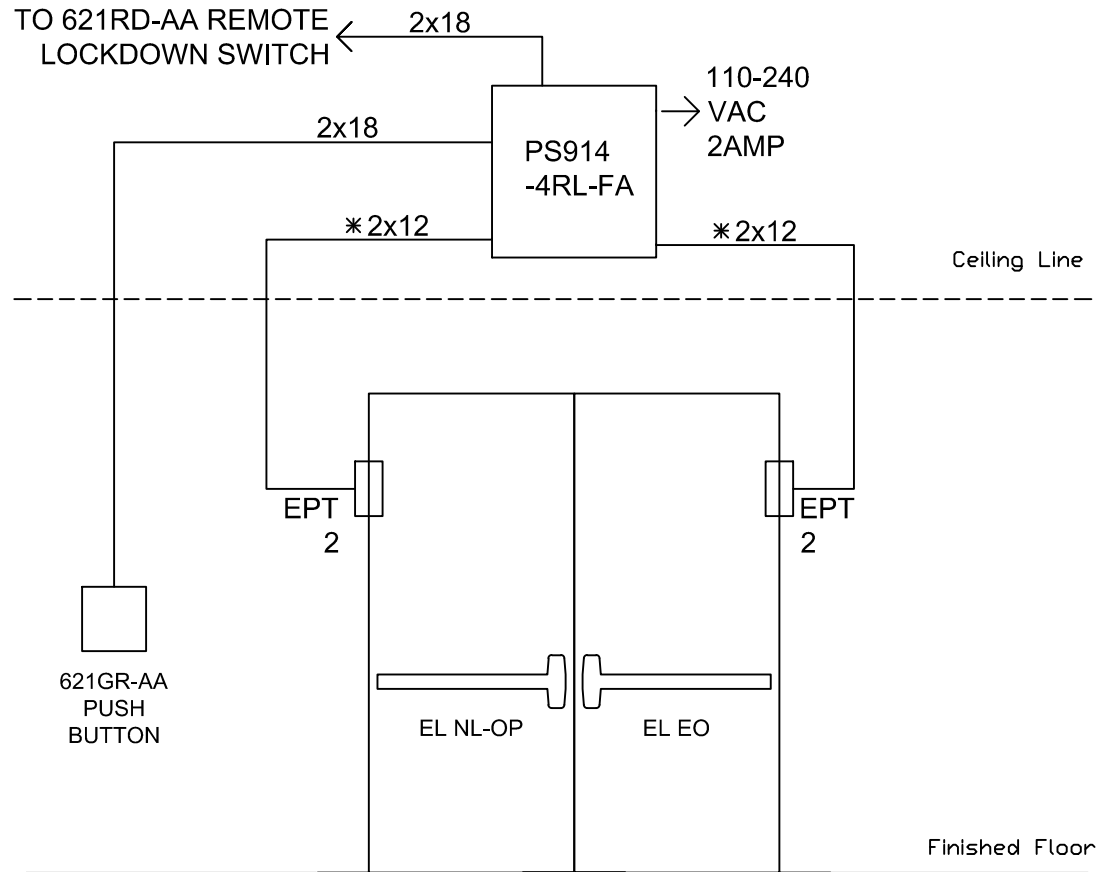 TO 621RD-AA REMOTE
LOCKDOWN SWITCH
2x18
110-240
VAC
2AMP
2x18
PS914
-4RL-FA
*2x12
*2x12
Ceiling Line
EPT
2
EPT
2
621GR-AA
PUSH
BUTTON
EL NL-OP
EL EO
Finished Floor